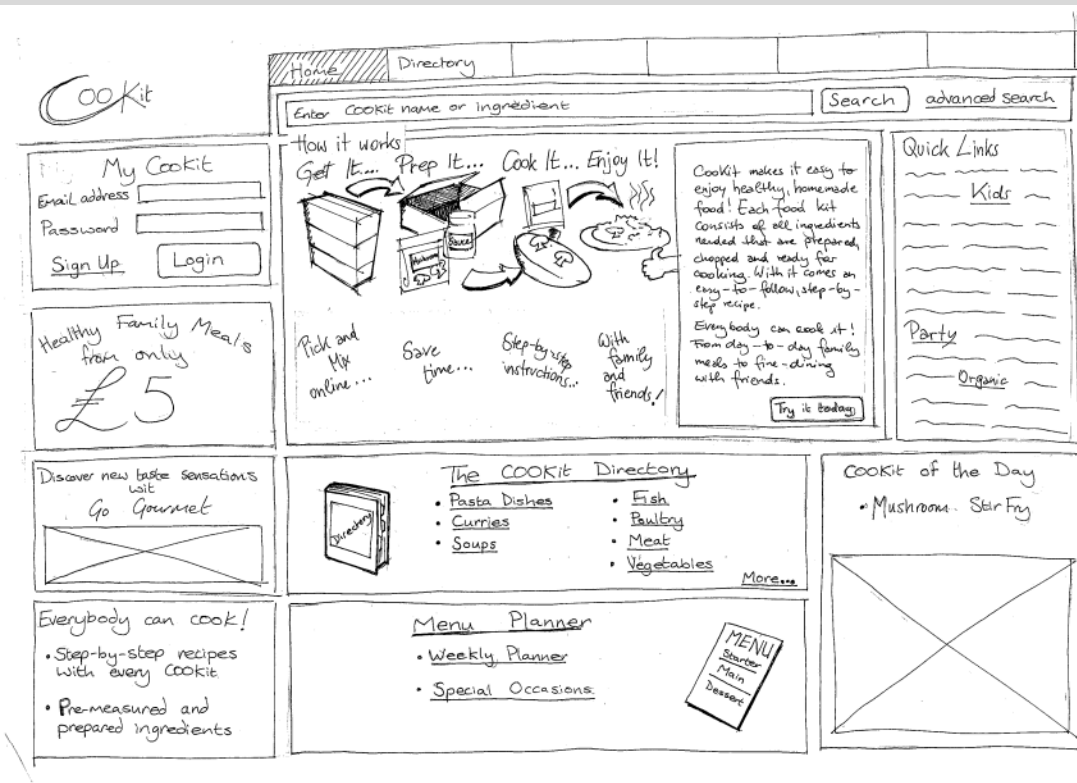 CooKit
Home
Directory
Enter COOKit name or ingredient
Search
advanced search
My Cookit
Email address
Password
Sign Up
Login
How it works
Get It.... Prep It... Cook It... Enjoy It!
Sauce
Pick and
Mix
online...
Save
time...
Step-by-step
instructions...
With
family
and
friends!
Cookit makes it easy to
enjoy healthy, homemade
food! Each food kit
consists of all ingredients
needed that are prepared,
chopped and ready for
cooking. With it comes an
easy-to-follow, step-by-
step recipe.
Everybody can cook it!
From day-to-day family
meals to fine-dining
with friends.
Try it today
Quick Links
Kids
Party
Organic
Healthy Family Meals
from only
£5
Discover new taste sensations
wit
Go Gourmet
Everybody can cook!
• Step-by-step recipes
with every COOKit.
• Pre-measured and
prepared ingredients
The COOKit Directory
Directory
• Pasta Dishes
• Curries
• Soups
• Fish
• Poultry
• Meat
• Vegetables
More...
Menu Planner
• Weekly Planner
• Special Occasions
MENU
Starter
Main
Dessert
COOKit of the Day
• Mushroom Stir Fry